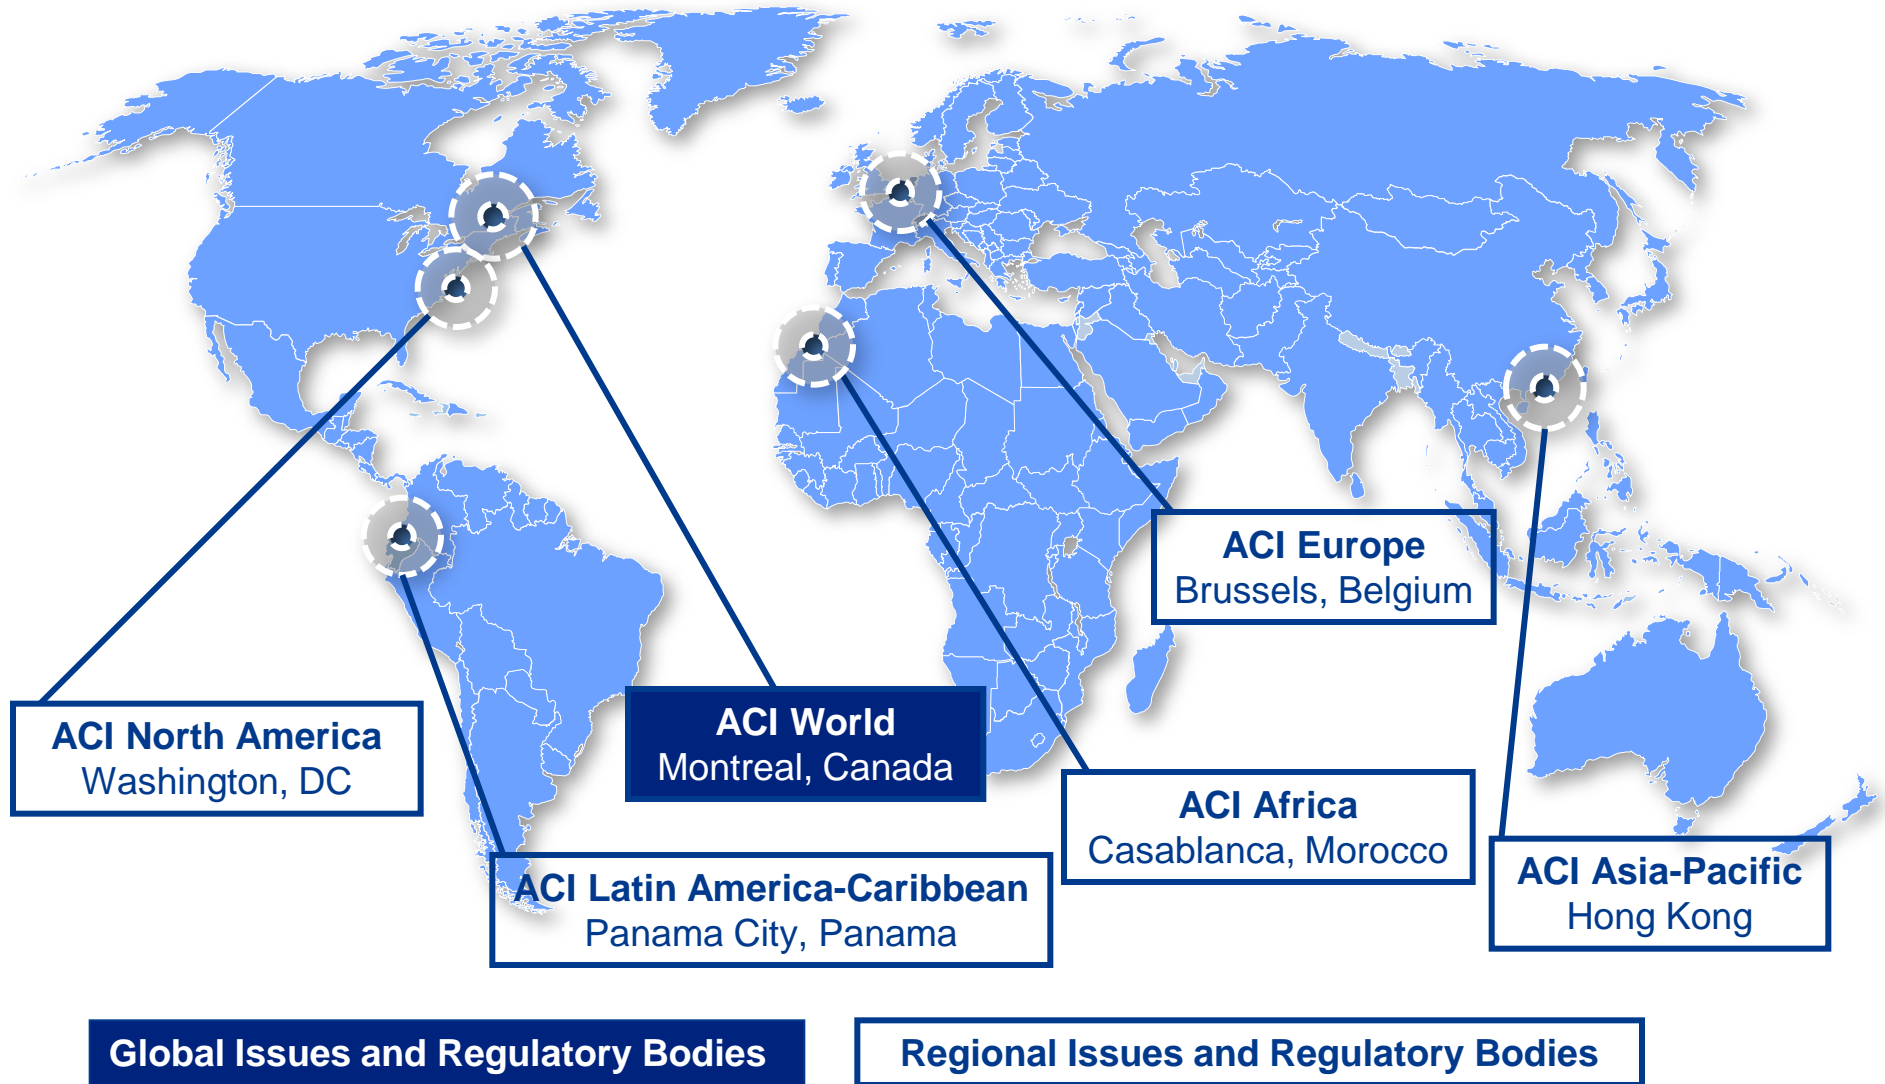 ACI Europe
Brussels, Belgium
ACI North America
Washington, DC
ACI World
Montreal, Canada
ACI Africa
Casablanca, Morocco
ACI Latin America-Caribbean
Panama City, Panama
ACI Asia-Pacific
Hong Kong
Global Issues and Regulatory Bodies
Regional Issues and Regulatory Bodies